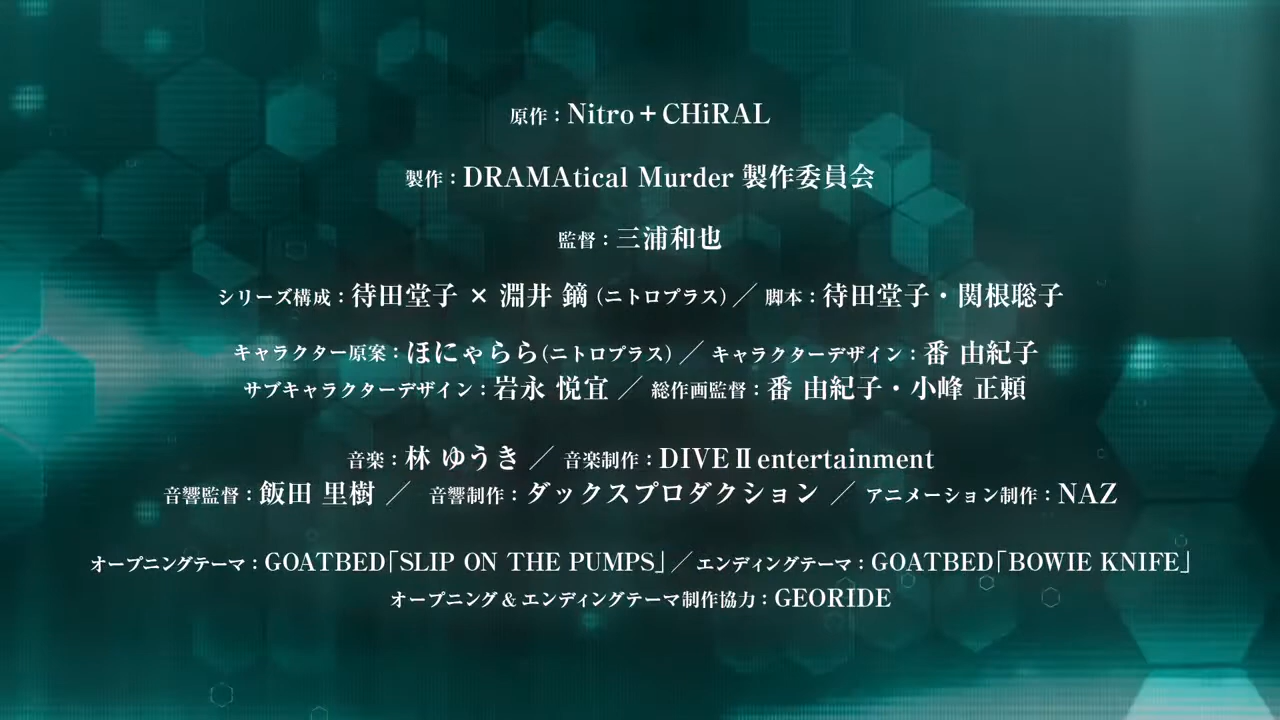 原作：Nitro＋CHiRAL
製作：DRAMAtical Murder 製作委員会
監督：三浦和也
シリーズ構成：待田堂子 × 淵井 鏑（ニトロプラス）／ 脚本：待田堂子・関根聡子
キャラクター原案：ほにゃらら（ニトロプラス）／ キャラクターデザイン：番 由紀子
サブキャラクターデザイン：岩永 悦宜 ／ 総作画監督：番 由紀子・小峰 正頼
音楽：林 ゆうき ／ 音楽制作：DIVE Ⅱ entertainment
音響監督：飯田 里樹 ／ 音響制作：ダックスプロダクション ／ アニメーション制作：NAZ
オープニングテーマ：GOATBED「SLIP ON THE PUMPS」／エンディングテーマ：GOATBED「BOWIE KNIFE」
オープニング＆エンディングテーマ制作協力：GEORIDE